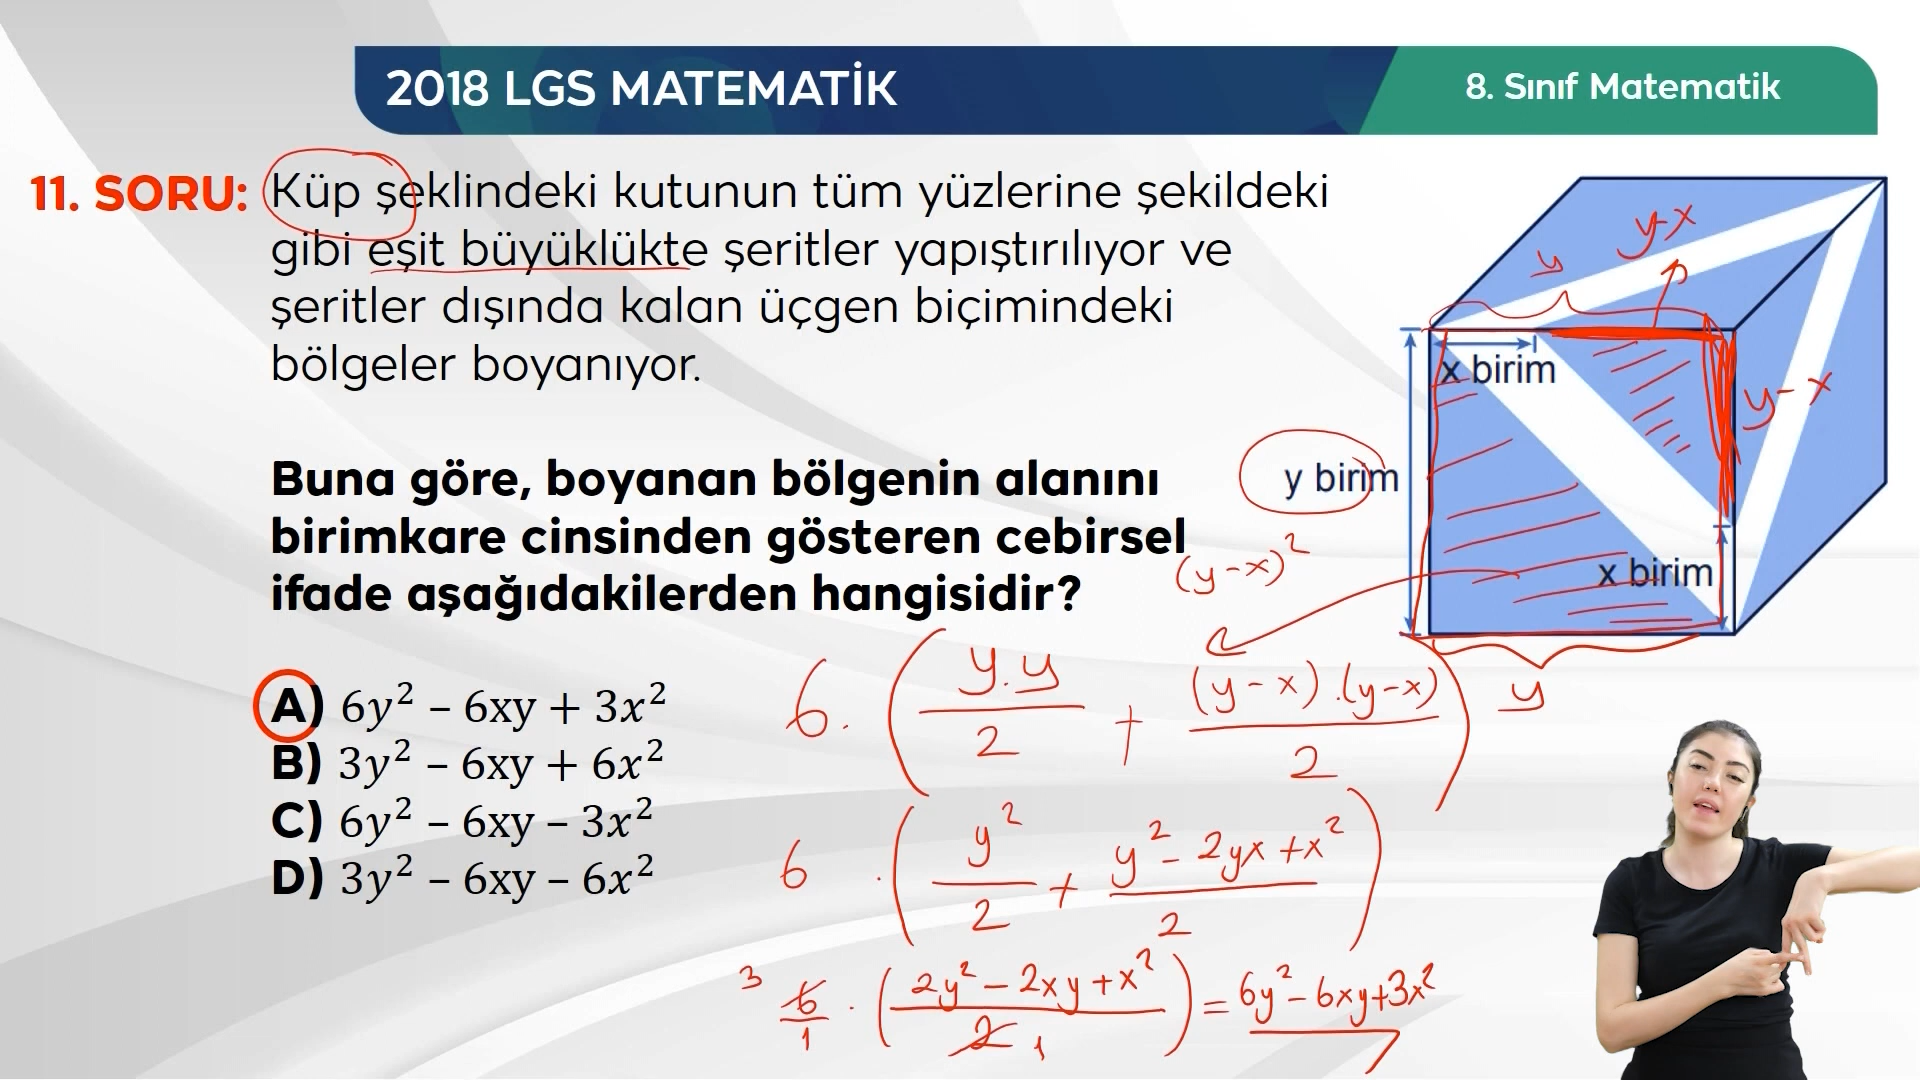 2018 LGS MATEMATİK
8. Sınıf Matematik
11. SORU: Küp şeklindeki kutunun tüm yüzlerine şekildeki
gibi eşit büyüklükte şeritler yapıştırılıyor ve
şeritler dışında kalan üçgen biçimindeki
bölgeler boyanıyor.
Buna göre, boyanan bölgenin alanını
birimkare cinsinden gösteren cebirsel
ifade aşağıdakilerden hangisidir?
A) 6y² – 6xy + 3x²
B) 3y² – 6xy + 6x²
C) 6y² – 6xy – 3x²
D) 3y² – 6xy – 6x²
y-x
y
x birim
y-x
y birim
x birim
y
(y-x)²
6. (y.y/2 + (y-x).(y-x)/2)
6 . (y²/2 + y²-2yx+x²/2)
3 6/1 . (2y²-2xy+x²/2 1) = 6y²-6xy+3x²